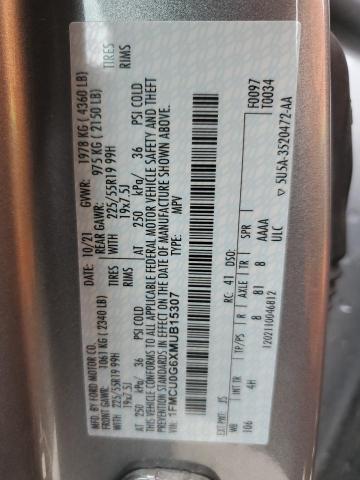 MFD. BY FORD MOTOR CO.
DATE: 10/21 GVWR: 1978 KG ( 4360 LB)
FRONT GAWR: 1061 KG ( 2340 LB) REAR GAWR: 975 KG ( 2150 LB)
WITH 225/55R19 99H TIRES WITH 225/55R19 99H TIRES
19x7.5J RIMS 19x7.5J RIMS
AT 250 kPa/ 36 PSI COLD AT 250 kPa/ 36 PSI COLD
THIS VEHICLE CONFORMS TO ALL APPLICABLE FEDERAL MOTOR VEHICLE SAFETY AND THEFT
PREVENTION STANDARDS IN EFFECT ON THE DATE OF MANUFACTURE SHOWN ABOVE.
VIN: 1FMCU0G6XMUB15307 TYPE: MPV
F0097
T0034
EXT PNT: JS RC: 41 DSO:
WB INT TR TP/PS R AXLE TR SPR
106 4H 8 81 8 AAAA
ULC
12021110046812 5U5A-3520472-AA